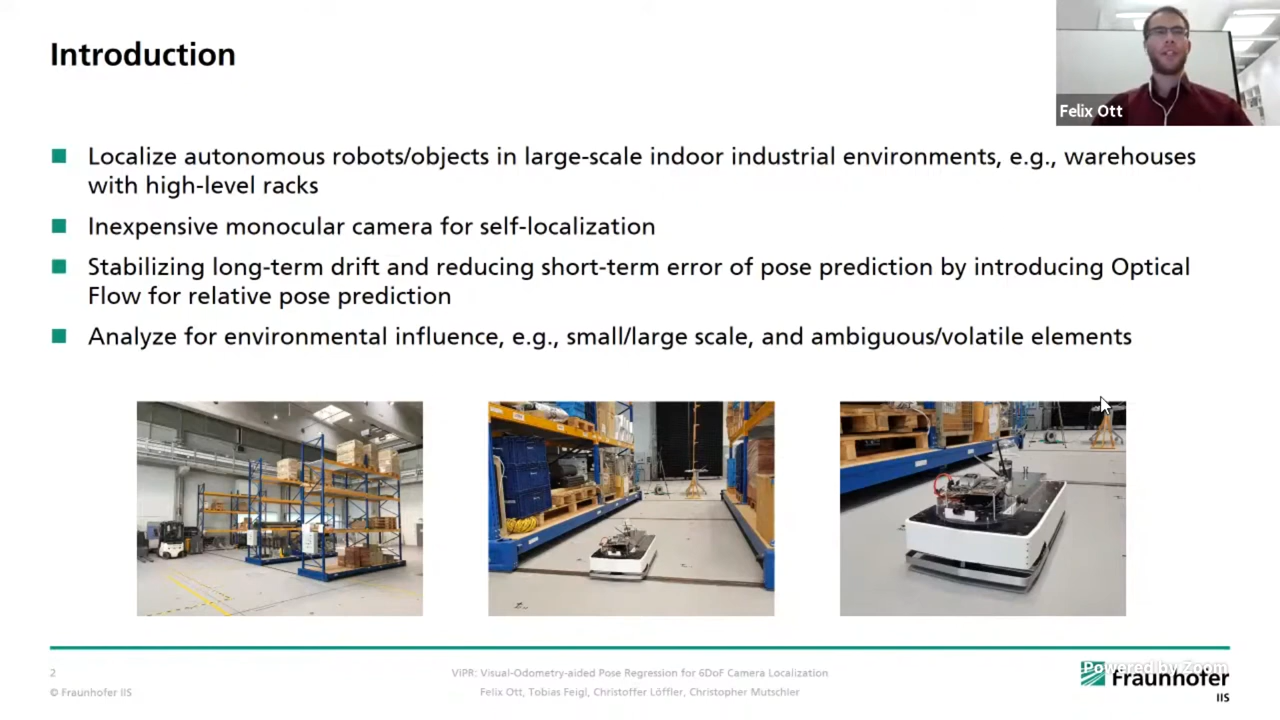 Introduction
Felix Ott
Localize autonomous robots/objects in large-scale indoor industrial environments, e.g., warehouses
with high-level racks
Inexpensive monocular camera for self-localization
Stabilizing long-term drift and reducing short-term error of pose prediction by introducing Optical
Flow for relative pose prediction
Analyze for environmental influence, e.g., small/large scale, and ambiguous/volatile elements
2
ViPR: Visual-Odometry-aided Pose Regression for 6DoF Camera Localization
© Fraunhofer IIS
Felix Ott, Tobias Feigl, Christoffer Löffler, Christopher Mutschler
Powered by Zoom
Fraunhofer
IIS